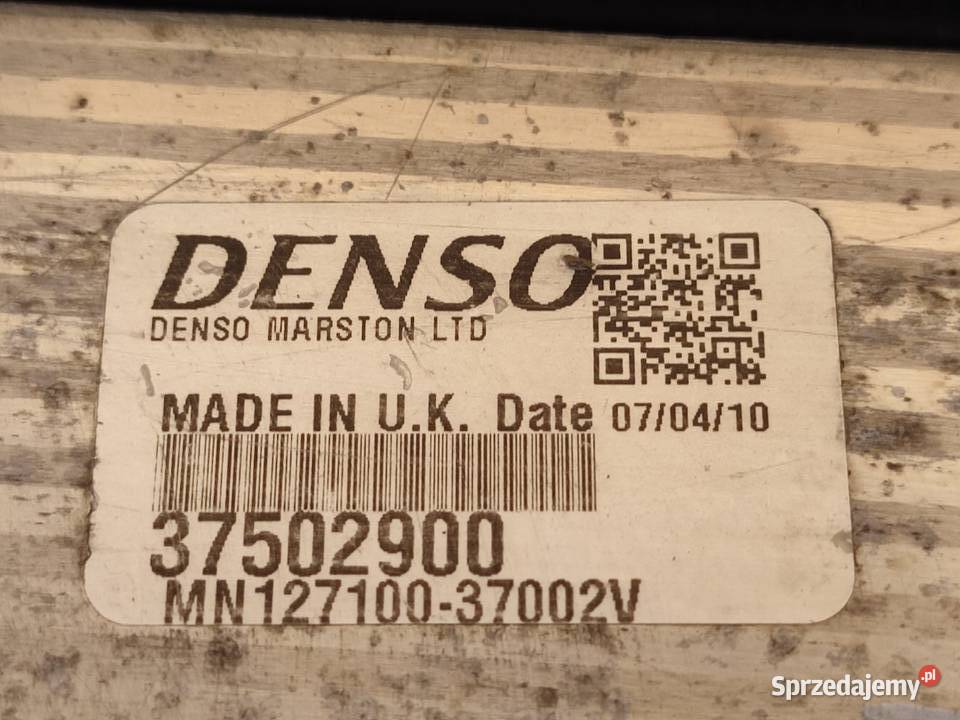 DENSO
DENSO MARSTON LTD
MADE IN U.K. Date 07/04/10
37502900
MN127100-37002V
Sprzedajemy.pl